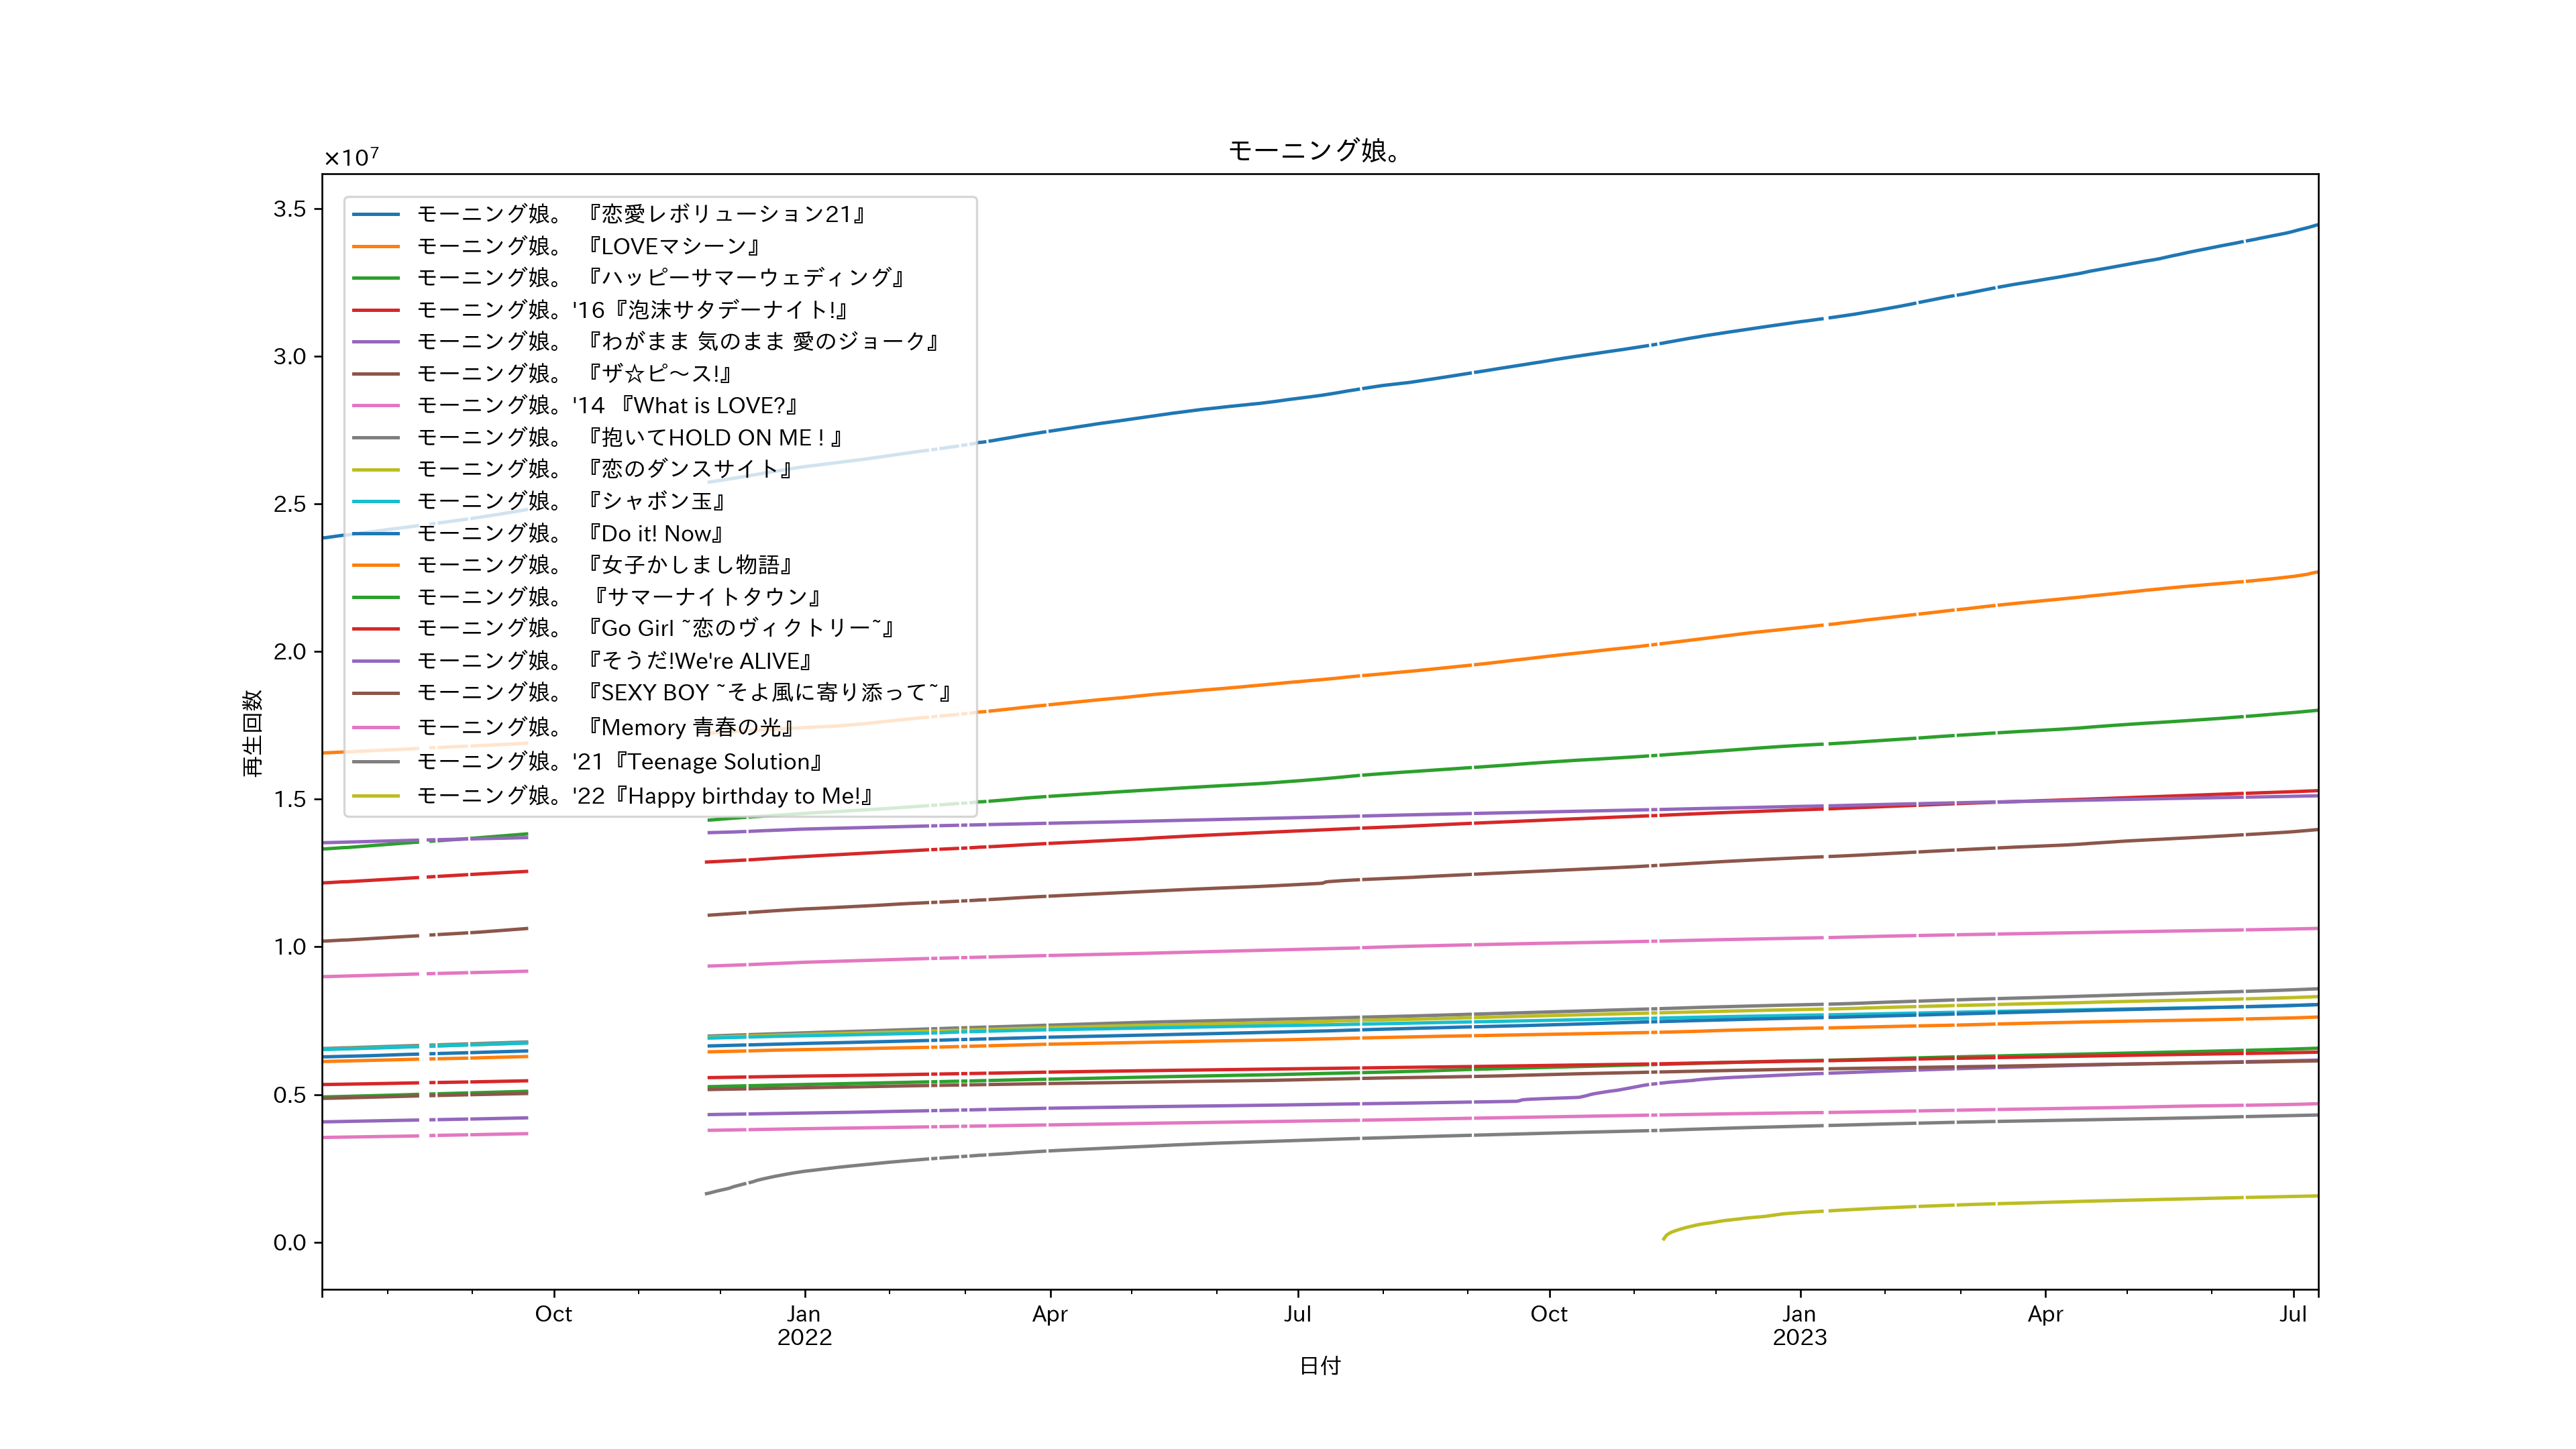 モーニング娘。
×10⁷
3.5
3.0
2.5
2.0
1.5
1.0
0.5
0.0
再生回数
モーニング娘。 『恋愛レボリューション21』
モーニング娘。 『LOVEマシーン』
モーニング娘。 『ハッピーサマーウェディング』
モーニング娘。'16『泡沫サタデーナイト!』
モーニング娘。 『わがまま 気のまま 愛のジョーク』
モーニング娘。 『ザ☆ピ〜ス!』
モーニング娘。'14 『What is LOVE?』
モーニング娘。 『抱いてHOLD ON ME ! 』
モーニング娘。 『恋のダンスサイト』
モーニング娘。 『シャボン玉』
モーニング娘。 『Do it! Now』
モーニング娘。 『女子かしまし物語』
モーニング娘。 『サマーナイトタウン』
モーニング娘。 『Go Girl ~恋のヴィクトリー~』
モーニング娘。 『そうだ!We're ALIVE』
モーニング娘。 『SEXY BOY ~そよ風に寄り添って~』
モーニング娘。 『Memory 青春の光』
モーニング娘。'21『Teenage Solution』
モーニング娘。'22『Happy birthday to Me!』
Oct Jan Apr Jul Oct Jan Apr Jul
2022 2023
日付